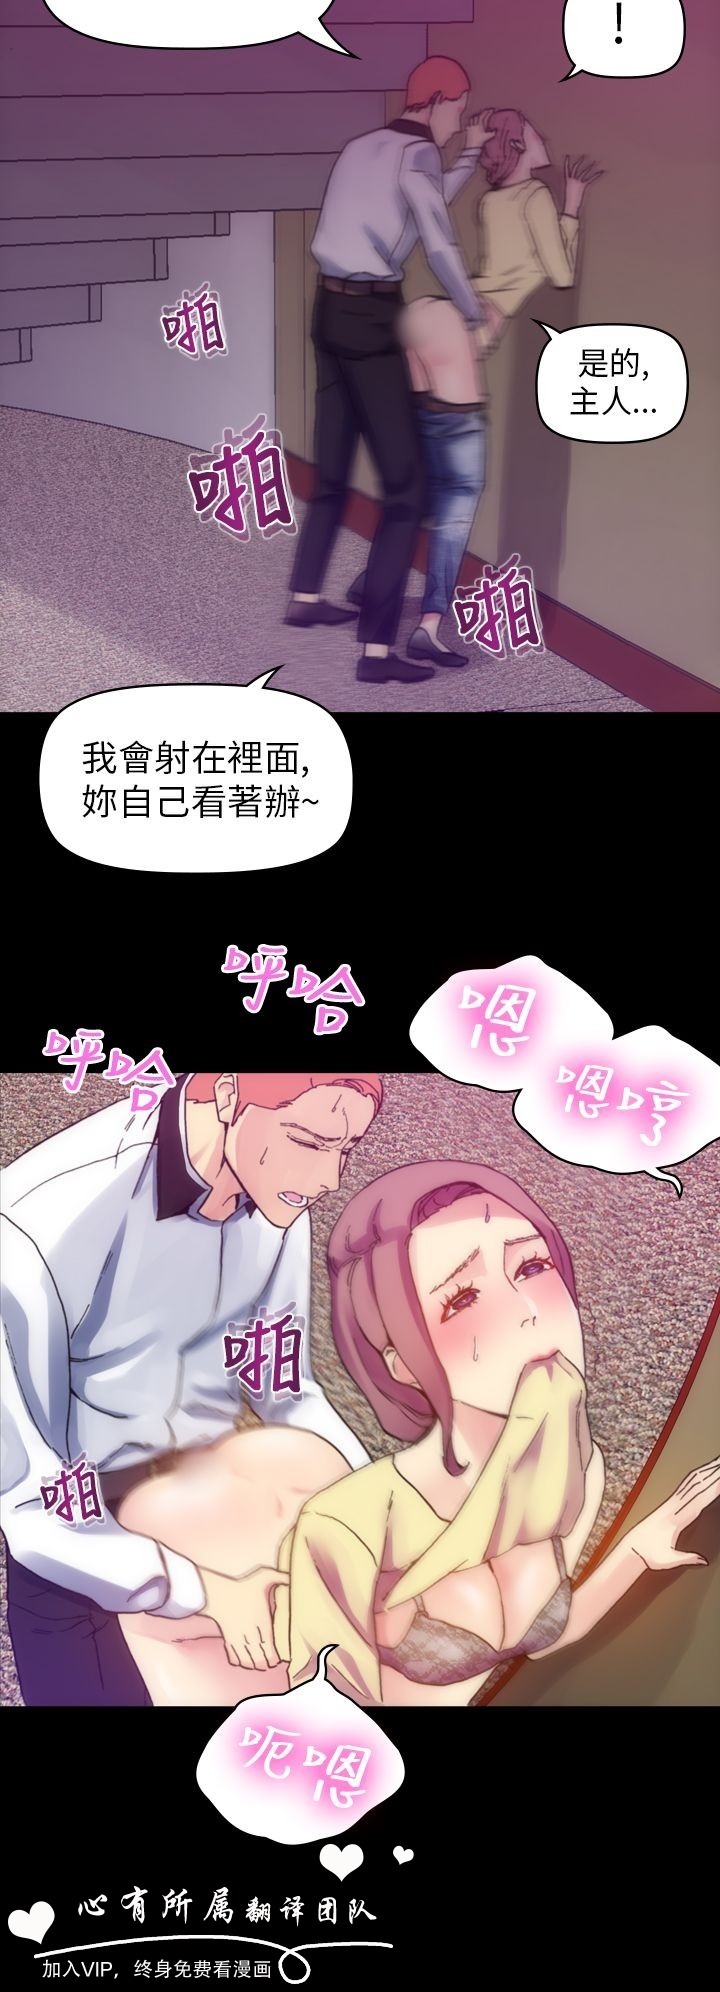 ！
啪
是的,
主人...
啪
啪
我會射在裡面,
妳自己看著辦~
呼哈
嗯
呼哈
嗯哼
啪
啪
呃嗯
心有所属翻译团队
加入VIP，终身免费看漫画